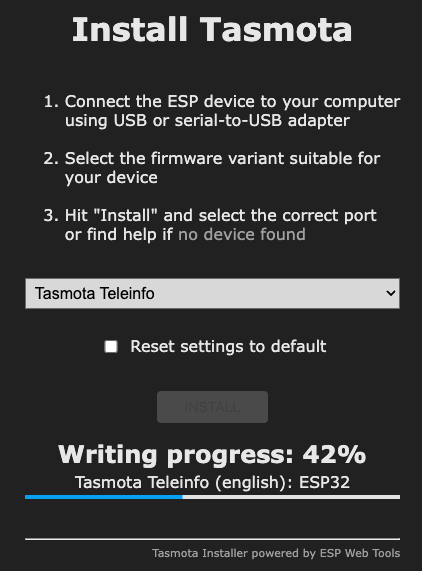 Install Tasmota
1. Connect the ESP device to your computer
using USB or serial-to-USB adapter
2. Select the firmware variant suitable for
your device
3. Hit "Install" and select the correct port
or find help if no device found
Tasmota Teleinfo
Reset settings to default
INSTALL
Writing progress: 42%
Tasmota Teleinfo (english): ESP32
Tasmota Installer powered by ESP Web Tools